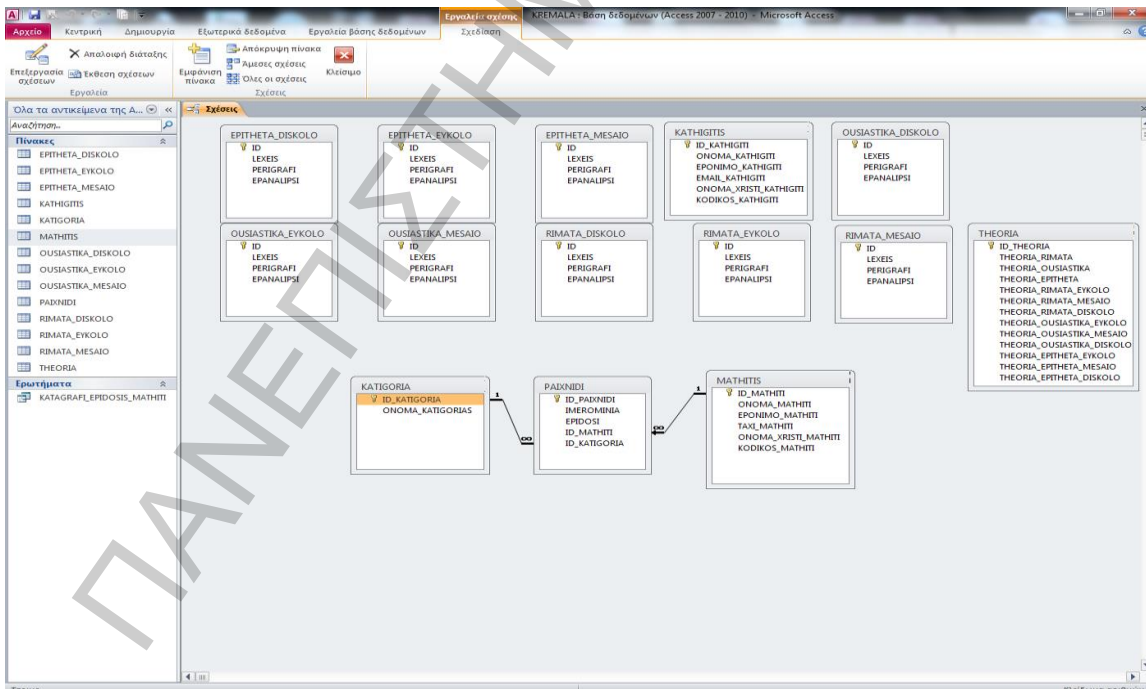 Εργαλεία σχέσης KREMALA : Βάση δεδομένων (Access 2007 - 2010) - Microsoft Access
Αρχείο Κεντρική Δημιουργία Εξωτερικά δεδομένα Εργαλεία βάσης δεδομένων Σχεδίαση
Επεξεργασία σχέσεων
Απαλοιφή διάταξης
Έκθεση σχέσεων
Εργαλεία
Εμφάνιση πίνακα
Απόκρυψη πίνακα
Άμεσες σχέσεις
Όλες οι σχέσεις
Κλείσιμο
Σχέσεις
Όλα τα αντικείμενα της A...
Αναζήτηση...
Πίνακες
EPITHETA_DISKOLO
EPITHETA_EYKOLO
EPITHETA_MESAIO
KATHIGITIS
KATIGORIA
MATHITIS
OUSIASTIKA_DISKOLO
OUSIASTIKA_EYKOLO
OUSIASTIKA_MESAIO
PAIXNIDI
RIMATA_DISKOLO
RIMATA_EYKOLO
RIMATA_MESAIO
THEORIA
Ερωτήματα
KATAGRAFI_EPIDOSIS_MATHITI
Σχέσεις
EPITHETA_DISKOLO
ID
LEXEIS
PERIGRAFI
EPANALIPSI
EPITHETA_EYKOLO
ID
LEXEIS
PERIGRAFI
EPANALIPSI
EPITHETA_MESAIO
ID
LEXEIS
PERIGRAFI
EPANALIPSI
KATHIGITIS
ID_KATHIGITI
ONOMA_KATHIGITI
EPONIMO_KATHIGITI
EMAIL_KATHIGITI
ONOMA_XRISTI_KATHIGITI
KODIKOS_KATHIGITI
OUSIASTIKA_DISKOLO
ID
LEXEIS
PERIGRAFI
EPANALIPSI
OUSIASTIKA_EYKOLO
ID
LEXEIS
PERIGRAFI
EPANALIPSI
OUSIASTIKA_MESAIO
ID
LEXEIS
PERIGRAFI
EPANALIPSI
RIMATA_DISKOLO
ID
LEXEIS
PERIGRAFI
EPANALIPSI
RIMATA_EYKOLO
ID
LEXEIS
PERIGRAFI
EPANALIPSI
RIMATA_MESAIO
ID
LEXEIS
PERIGRAFI
EPANALIPSI
THEORIA
ID_THEORIA
THEORIA_RIMATA
THEORIA_OUSIASTIKA
THEORIA_EPITHETA
THEORIA_RIMATA_EYKOLO
THEORIA_RIMATA_MESAIO
THEORIA_RIMATA_DISKOLO
THEORIA_OUSIASTIKA_EYKOLO
THEORIA_OUSIASTIKA_MESAIO
THEORIA_OUSIASTIKA_DISKOLO
THEORIA_EPITHETA_EYKOLO
THEORIA_EPITHETA_MESAIO
THEORIA_EPITHETA_DISKOLO
KATIGORIA
ID_KATIGORIA
ONOMA_KATIGORIAS
1
∞
PAIXNIDI
ID_PAIXNIDI
IMEROMINIA
EPIDOSI
ID_MATHITI
ID_KATIGORIA
∞
1
MATHITIS
ID_MATHITI
ONOMA_MATHITI
EPONIMO_MATHITI
TAXI_MATHITI
ONOMA_XRISTI_MATHITI
KODIKOS_MATHITI
ΠΑΝΕΠΙΣΤΗΜ